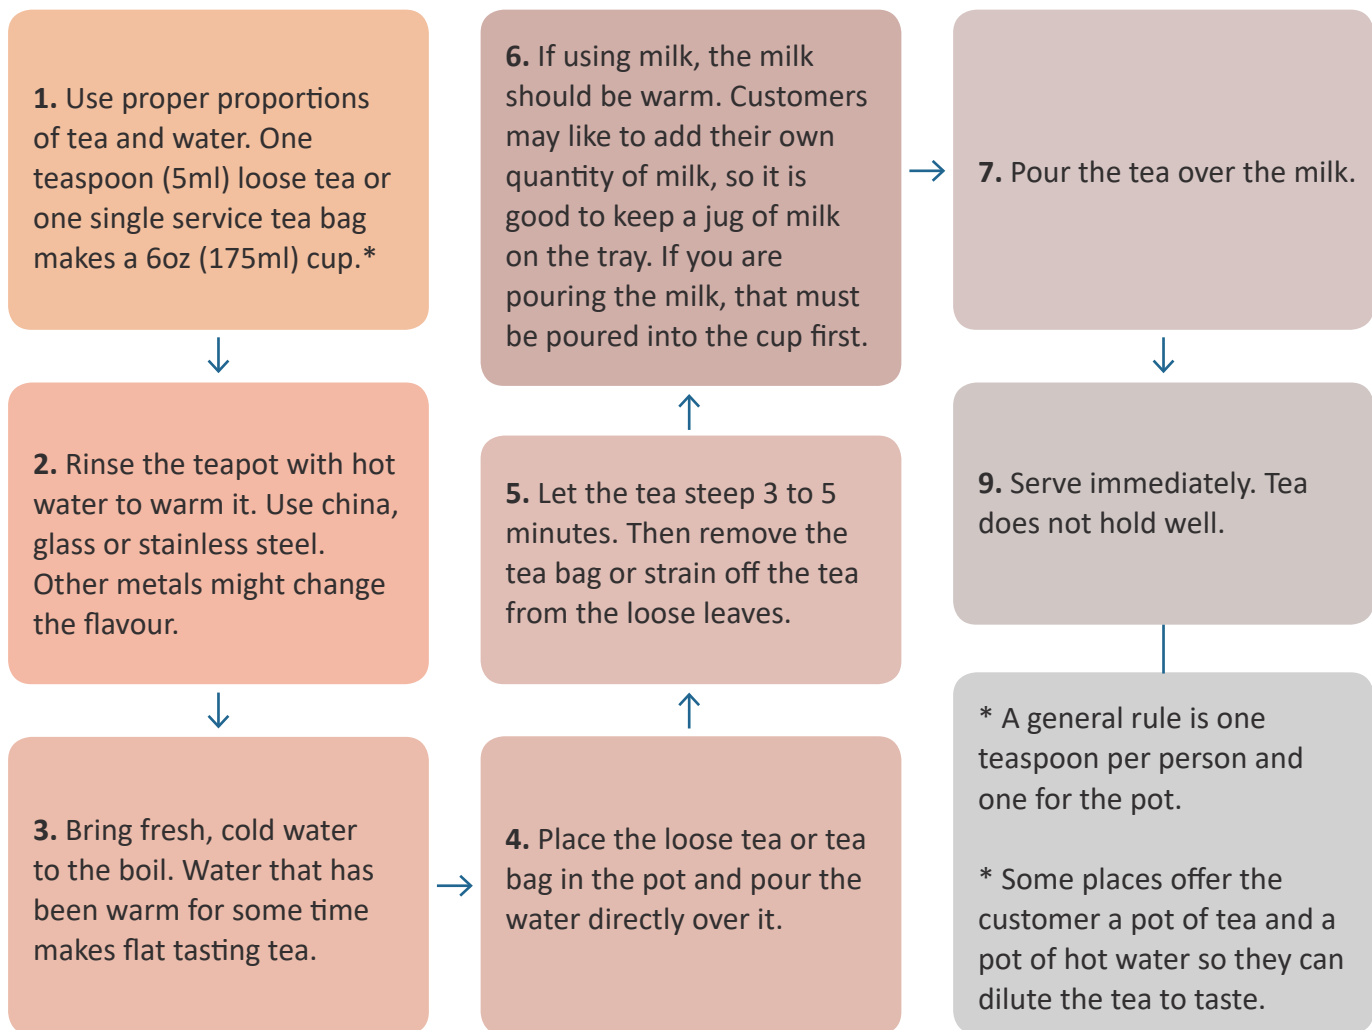 1. Use proper proportions
of tea and water. One
teaspoon (5ml) loose tea or
one single service tea bag
makes a 6oz (175ml) cup.*
2. Rinse the teapot with hot
water to warm it. Use china,
glass or stainless steel.
Other metals might change
the flavour.
3. Bring fresh, cold water
to the boil. Water that has
been warm for some time
makes flat tasting tea.
4. Place the loose tea or tea
bag in the pot and pour the
water directly over it.
5. Let the tea steep 3 to 5
minutes. Then remove the
tea bag or strain off the tea
from the loose leaves.
6. If using milk, the milk
should be warm. Customers
may like to add their own
quantity of milk, so it is
good to keep a jug of milk
on the tray. If you are
pouring the milk, that must
be poured into the cup first.
7. Pour the tea over the milk.
9. Serve immediately. Tea
does not hold well.
* A general rule is one
teaspoon per person and
one for the pot.
* Some places offer the
customer a pot of tea and a
pot of hot water so they can
dilute the tea to taste.